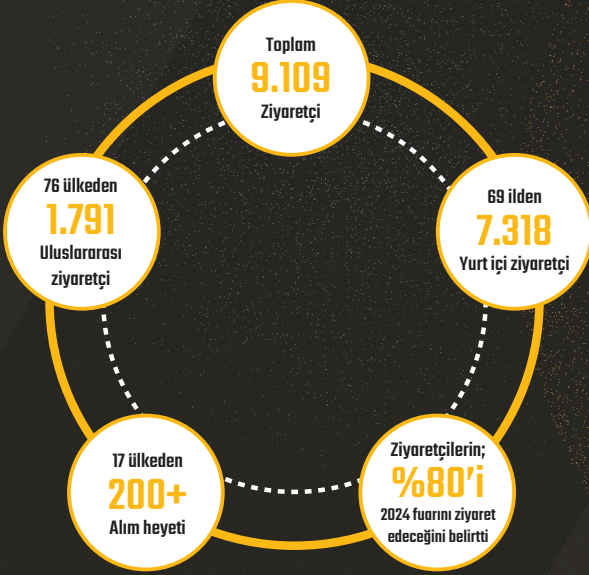 Toplam
9.109
Ziyaretçi
76 ülkeden
1.791
Uluslararası
ziyaretçi
69 ilden
7.318
Yurt içi ziyaretçi
17 ülkeden
200+
Alım heyeti
Ziyaretçilerin;
%80'i
2024 fuarını ziyaret
edeceğini belirtti